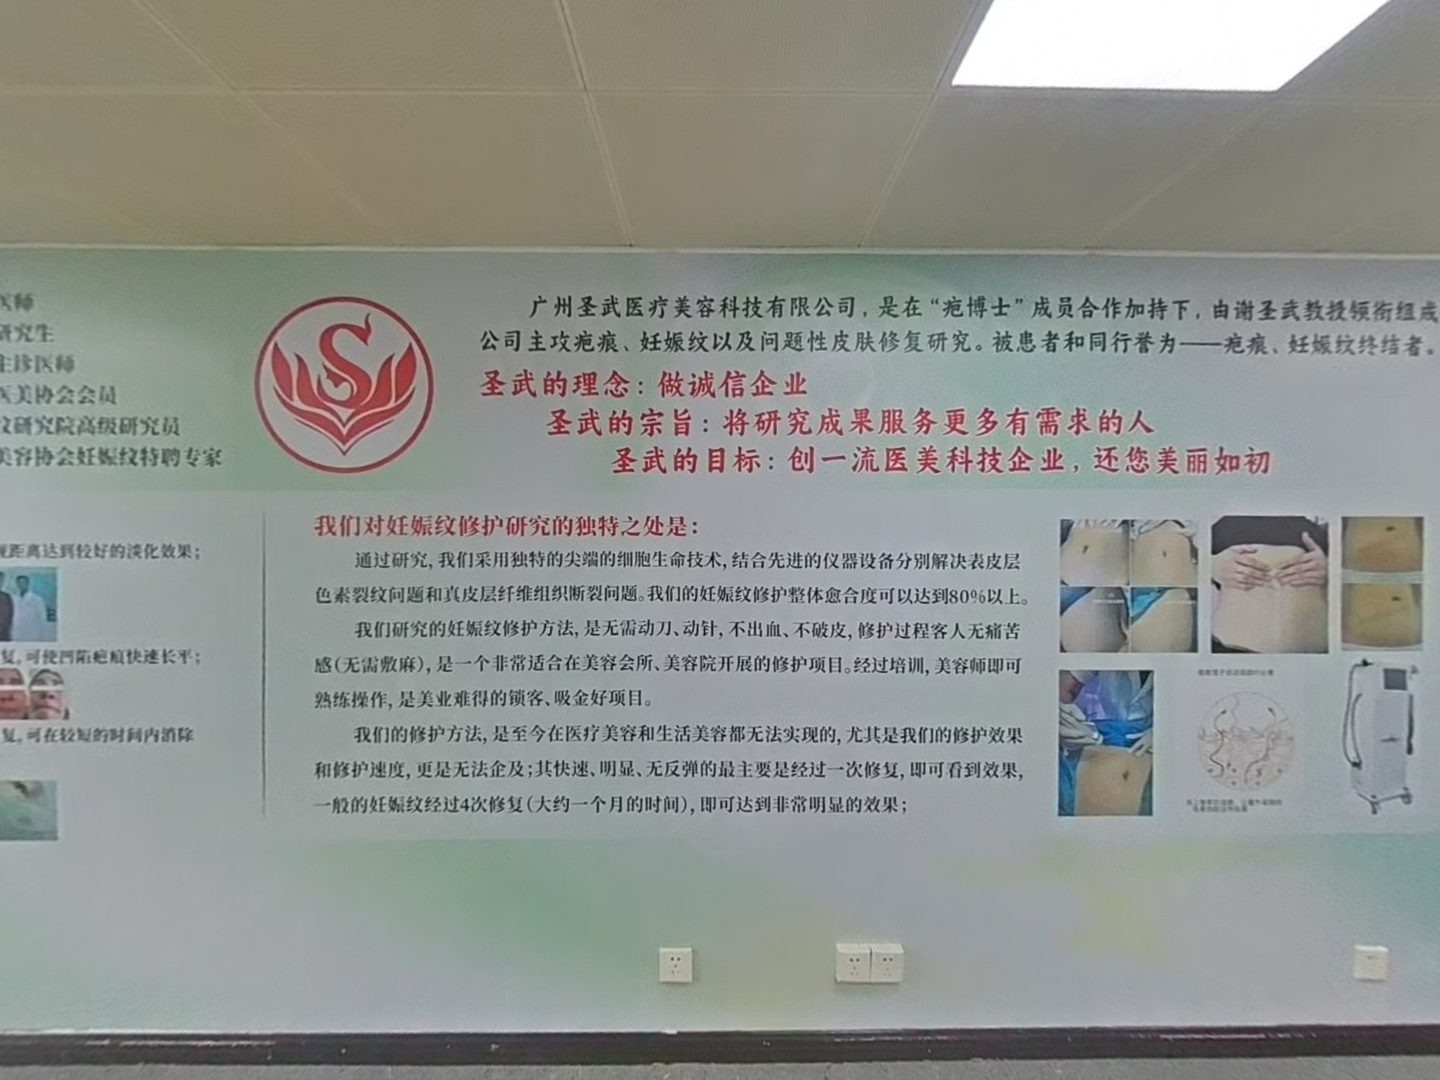 医师
研究生
主诊医师
医美协会会员
纹研究院高级研究员
美容协会妊娠纹特聘专家
距离达到较好的淡化效果；
复，可使凹陷疤痕快速长平；
复，可在较短的时间内消除
S
广州圣武医疗美容科技有限公司，是在“疤博士”成员合作加持下，由谢圣武教授领衔组成
公司主攻疤痕、妊娠纹以及问题性皮肤修复研究。被患者和同行誉为——疤痕、妊娠纹终结者。
圣武的理念：做诚信企业
圣武的宗旨：将研究成果服务更多有需求的人
圣武的目标：创一流医美科技企业，还您美丽如初
我们对妊娠纹修护研究的独特之处是：
通过研究，我们采用独特的尖端的细胞生命技术，结合先进的仪器设备分别解决表皮层
色素裂纹问题和真皮层纤维组织断裂问题。我们的妊娠纹修护整体愈合度可以达到80%以上。
我们研究的妊娠纹修护方法，是无需动刀、动针，不出血、不破皮，修护过程客人无痛苦
感（无需敷麻），是一个非常适合在美容会所、美容院开展的修护项目。经过培训，美容师即可
熟练操作，是美业难得的锁客、吸金好项目。
我们的修护方法，是至今在医疗美容和生活美容都无法实现的，尤其是我们的修护效果
和修护速度，更是无法企及；其快速、明显、无反弹的最主要是经过一次修复，即可看到效果，
一般的妊娠纹经过4次修复（大约一个月的时间），即可达到非常明显的效果；